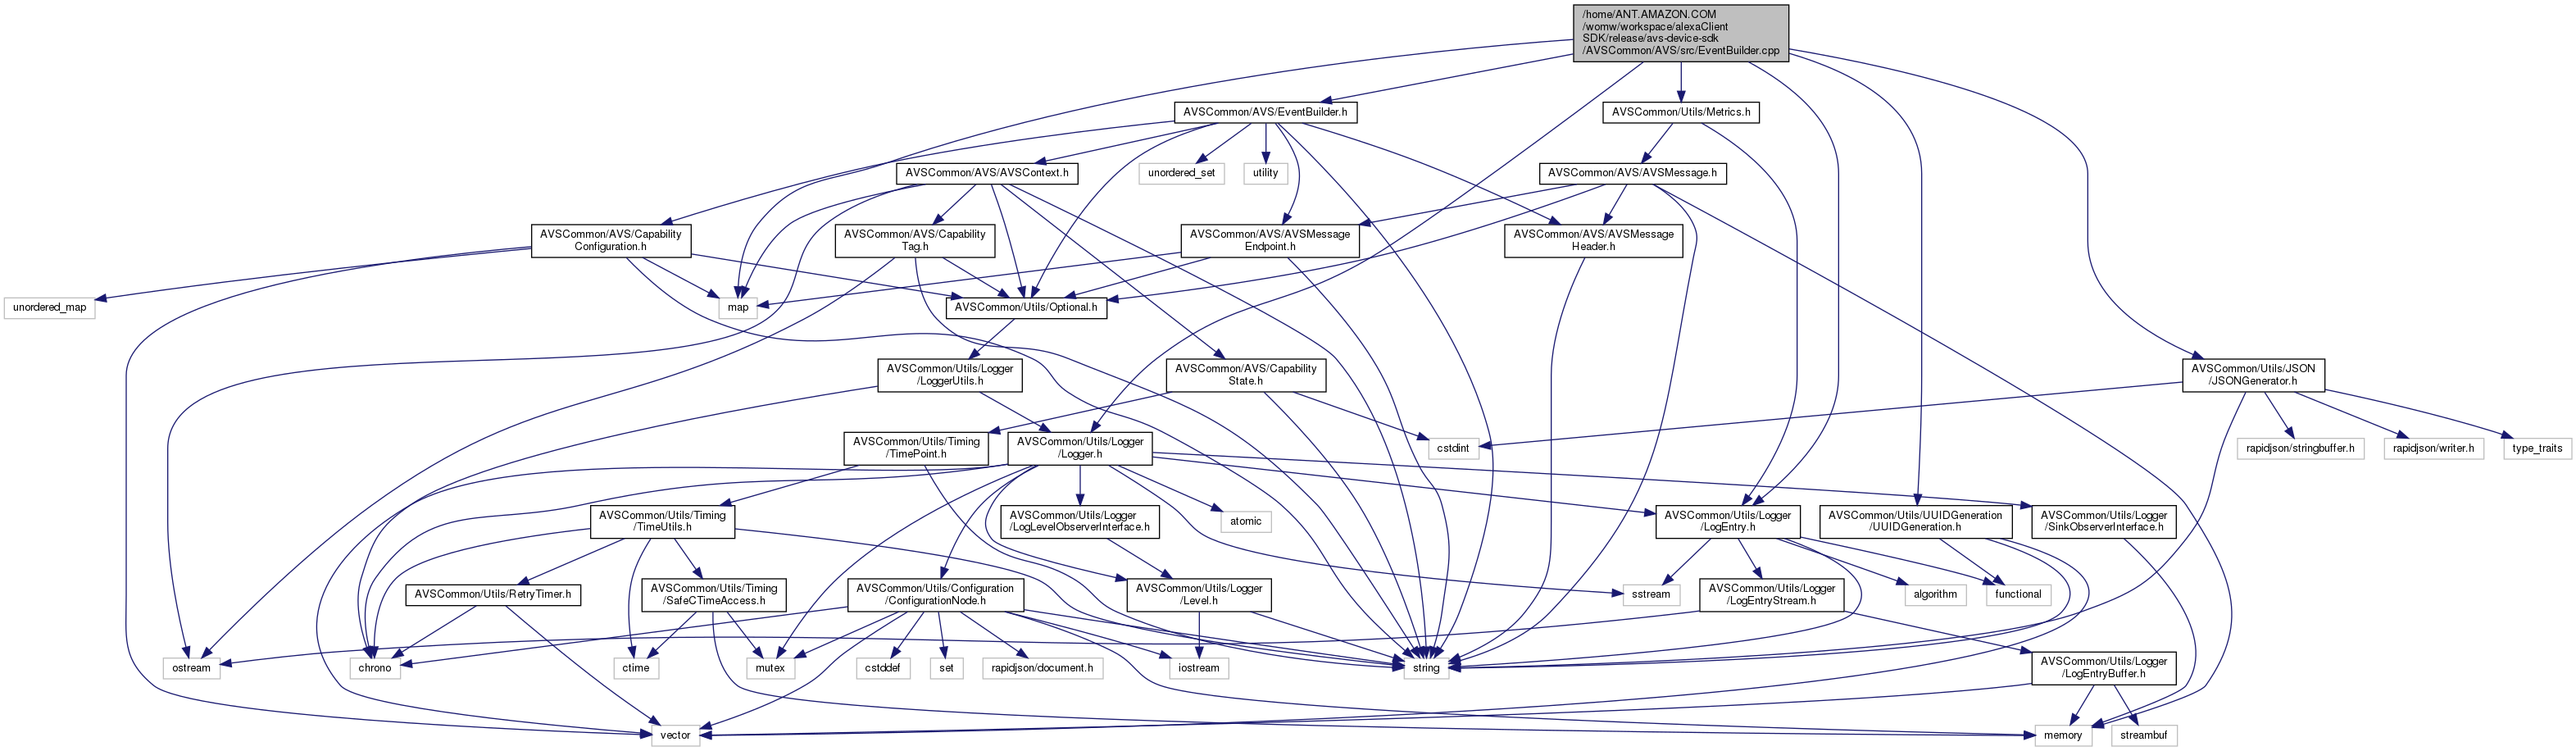 /home/ANT.AMAZON.COM
/womw/workspace/alexaClient
SDK/release/avs-device-sdk
/AVSCommon/AVS/src/EventBuilder.cpp
AVSCommon/AVS/EventBuilder.h
AVSCommon/Utils/Metrics.h
AVSCommon/AVS/AVSContext.h
unordered_set
utility
AVSCommon/AVS/AVSMessage.h
AVSCommon/AVS/Capability
Configuration.h
AVSCommon/AVS/Capability
Tag.h
AVSCommon/AVS/AVSMessage
Endpoint.h
AVSCommon/AVS/AVSMessage
Header.h
unordered_map
map
AVSCommon/Utils/Optional.h
AVSCommon/Utils/Logger
/LoggerUtils.h
AVSCommon/AVS/Capability
State.h
AVSCommon/Utils/JSON
/JSONGenerator.h
AVSCommon/Utils/Timing
/TimePoint.h
AVSCommon/Utils/Logger
/Logger.h
cstdint
rapidjson/stringbuffer.h
rapidjson/writer.h
type_traits
AVSCommon/Utils/Timing
/TimeUtils.h
AVSCommon/Utils/Logger
/LogLevelObserverInterface.h
atomic
AVSCommon/Utils/Logger
/LogEntry.h
AVSCommon/Utils/UUIDGeneration
/UUIDGeneration.h
AVSCommon/Utils/Logger
/SinkObserverInterface.h
AVSCommon/Utils/RetryTimer.h
AVSCommon/Utils/Timing
/SafeCTimeAccess.h
AVSCommon/Utils/Configuration
/ConfigurationNode.h
AVSCommon/Utils/Logger
/Level.h
sstream
AVSCommon/Utils/Logger
/LogEntryStream.h
algorithm
functional
ostream
chrono
ctime
mutex
cstddef
set
rapidjson/document.h
iostream
string
AVSCommon/Utils/Logger
/LogEntryBuffer.h
vector
memory
streambuf